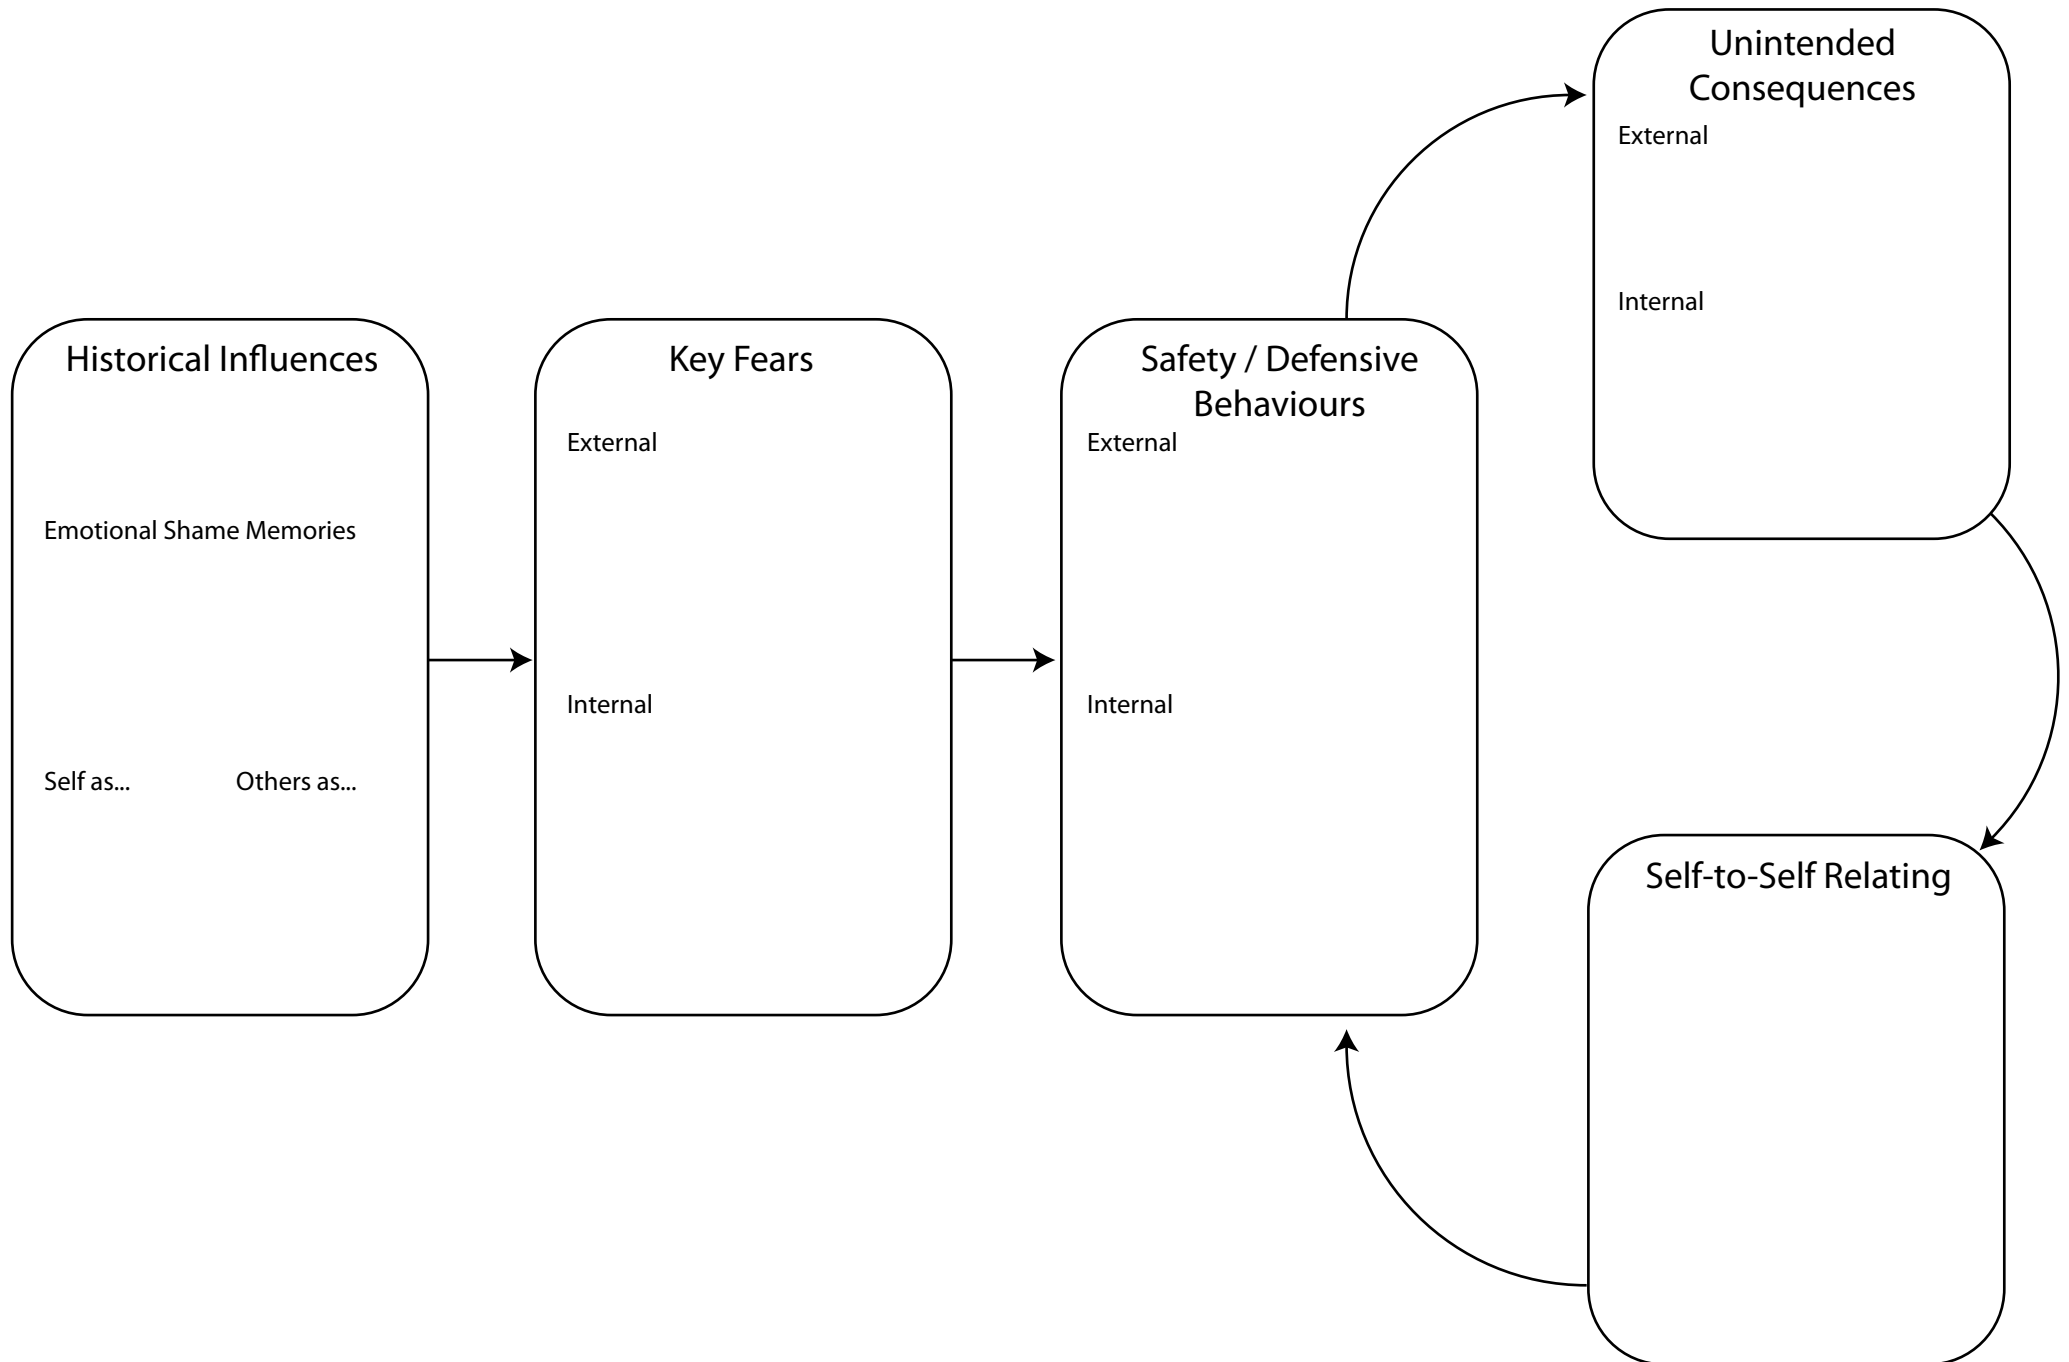 Historical Influences
Emotional Shame Memories
Self as...
Others as...
Key Fears
External
Internal
Safety / Defensive
Behaviours
External
Internal
Unintended
Consequences
External
Internal
Self-to-Self Relating